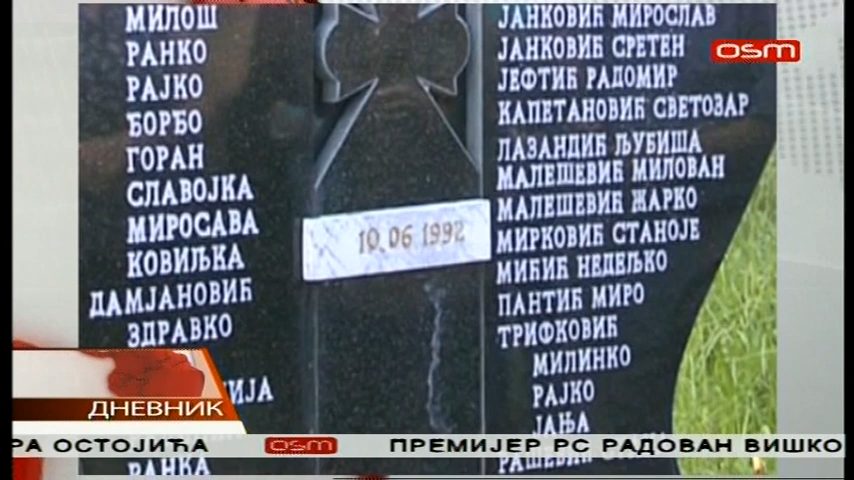 МИЛОШ
РАНКО
РАЈКО
ЂОРЂО
ГОРАН
СЛАВОЈКА
МИРОСАВА
КОВИЉКА
ДАМЈАНОВИЋ
ЗДРАВКО
ИЈА
РАНКА
10.06 1992
ЈАНКОВИЋ МИРОСЛАВ
ЈАНКОВИЋ СРЕТЕН
ЈЕФТИЋ РАДОМИР
КАПЕТАНОВИЋ СВЕТОЗАР
ЛАЗАНДИЋ ЉУБИША
МАЛЕШЕВИЋ МИЛОВАН
МАЛЕШЕВИЋ ЖАРКО
МИРКОВИЋ СТАНОЈЕ
МИЋИЋ НЕДЕЉКО
ПАНТИЋ МИРО
ТРИФКОВИЋ
МИЛИНКО
РАЈКО
ЈАЊА
OSM
ДНЕВНИК
РА ОСТОЈИЋА OSM ПРЕМИЈЕР РС РАДОВАН ВИШКО